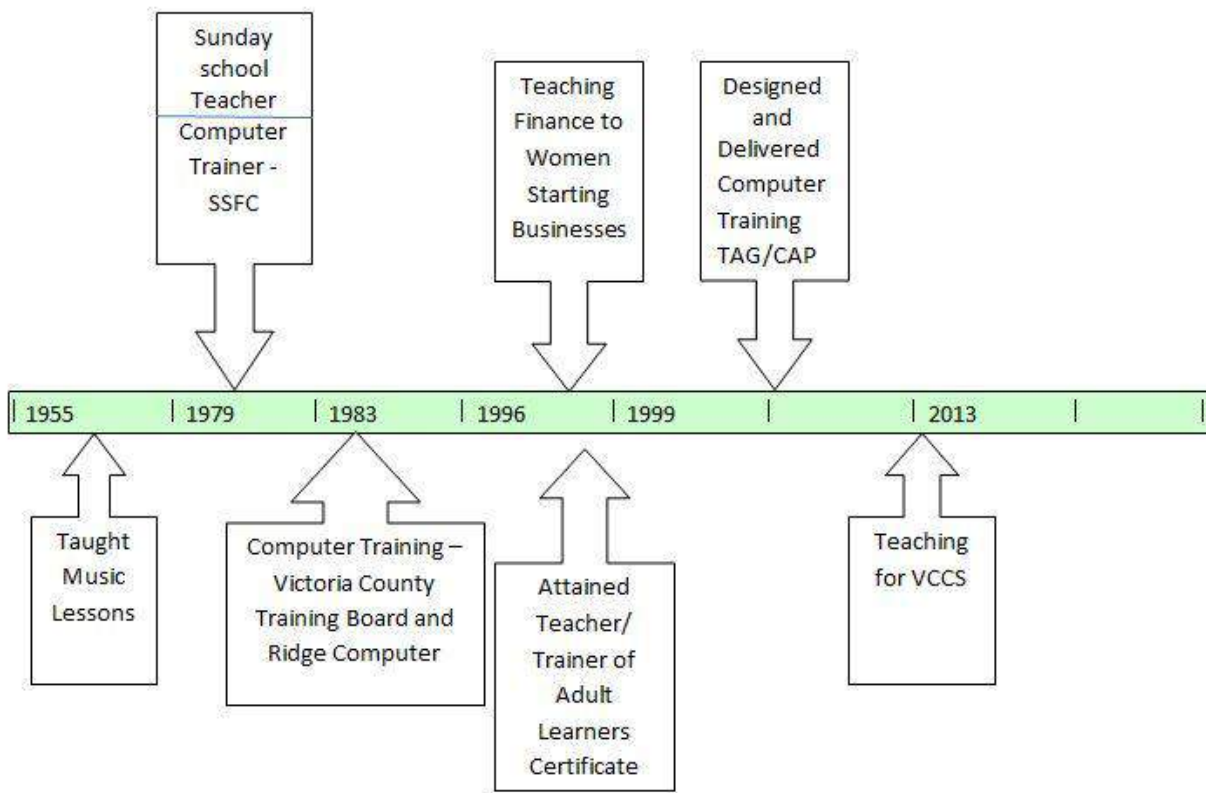 Sunday
school
Teacher
Computer
Trainer -
SSFC
Teaching
Finance to
Women
Starting
Businesses
Designed
and
Delivered
Computer
Training
TAG/CAP
1955
1979
1983
1996
1999
2013
Taught
Music
Lessons
Computer Training –
Victoria County
Training Board and
Ridge Computer
Attained
Teacher/
Trainer of
Adult
Learners
Certificate
Teaching
for VCCS